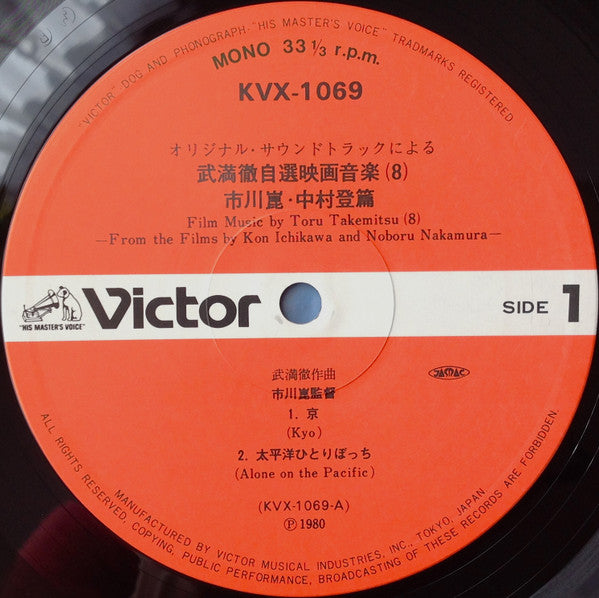 "VICTOR" DOG AND PHONOGRAPH-"HIS MASTER'S VOICE" TRADMARKS REGISTERED
MONO 33 1/3 r.p.m.
KVX-1069
オリジナル・サウンドトラックによる
武満徹自選映画音楽(8)
市川崑・中村登篇
Film Music by Toru Takemitsu (8)
—From the Films by Kon Ichikawa and Noboru Nakamura—
"HIS MASTER'S VOICE"
Victor
SIDE 1
武満徹作曲
JASRAC
市川崑監督
1. 京
(Kyo)
2. 太平洋ひとりぼっち
(Alone on the Pacific)
(KVX-1069-A)
Ⓟ 1980
MANUFACTURED BY VICTOR MUSICAL INDUSTRIES, INC., TOKYO, JAPAN
ALL RIGHTS RESERVED. COPYING, PUBLIC PERFORMANCE, BROADCASTING OF THESE RECORDS ARE FORBIDDEN.